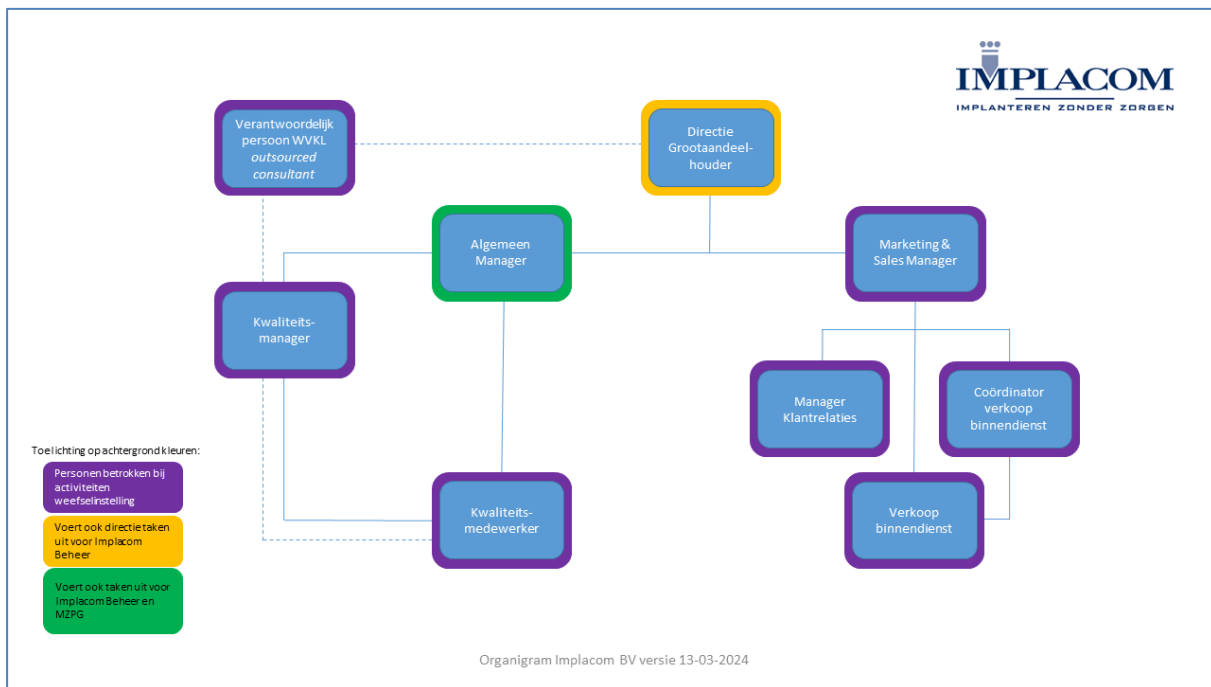 IMPLACOM
IMPLANTEREN ZONDER ZORGEN
Verantwoordelijk
persoon WVKL
outsourced
consultant
Directie
Grootaandeel-
houder
Algemeen
Manager
Marketing &
Sales Manager
Kwaliteits-
manager
Manager
Klantrelaties
Coördinator
verkoop
binnendienst
Kwaliteits-
medewerker
Verkoop
binnendienst
Toelichting op achtergrond kleuren:
Personen betrokken bij
activiteiten
weefselinstelling
Voert ook directie taken
uit voor Implacom
Beheer
Voert ook taken uit voor
Implacom Beheer en
MZPG
Organigram Implacom BV versie 13-03-2024